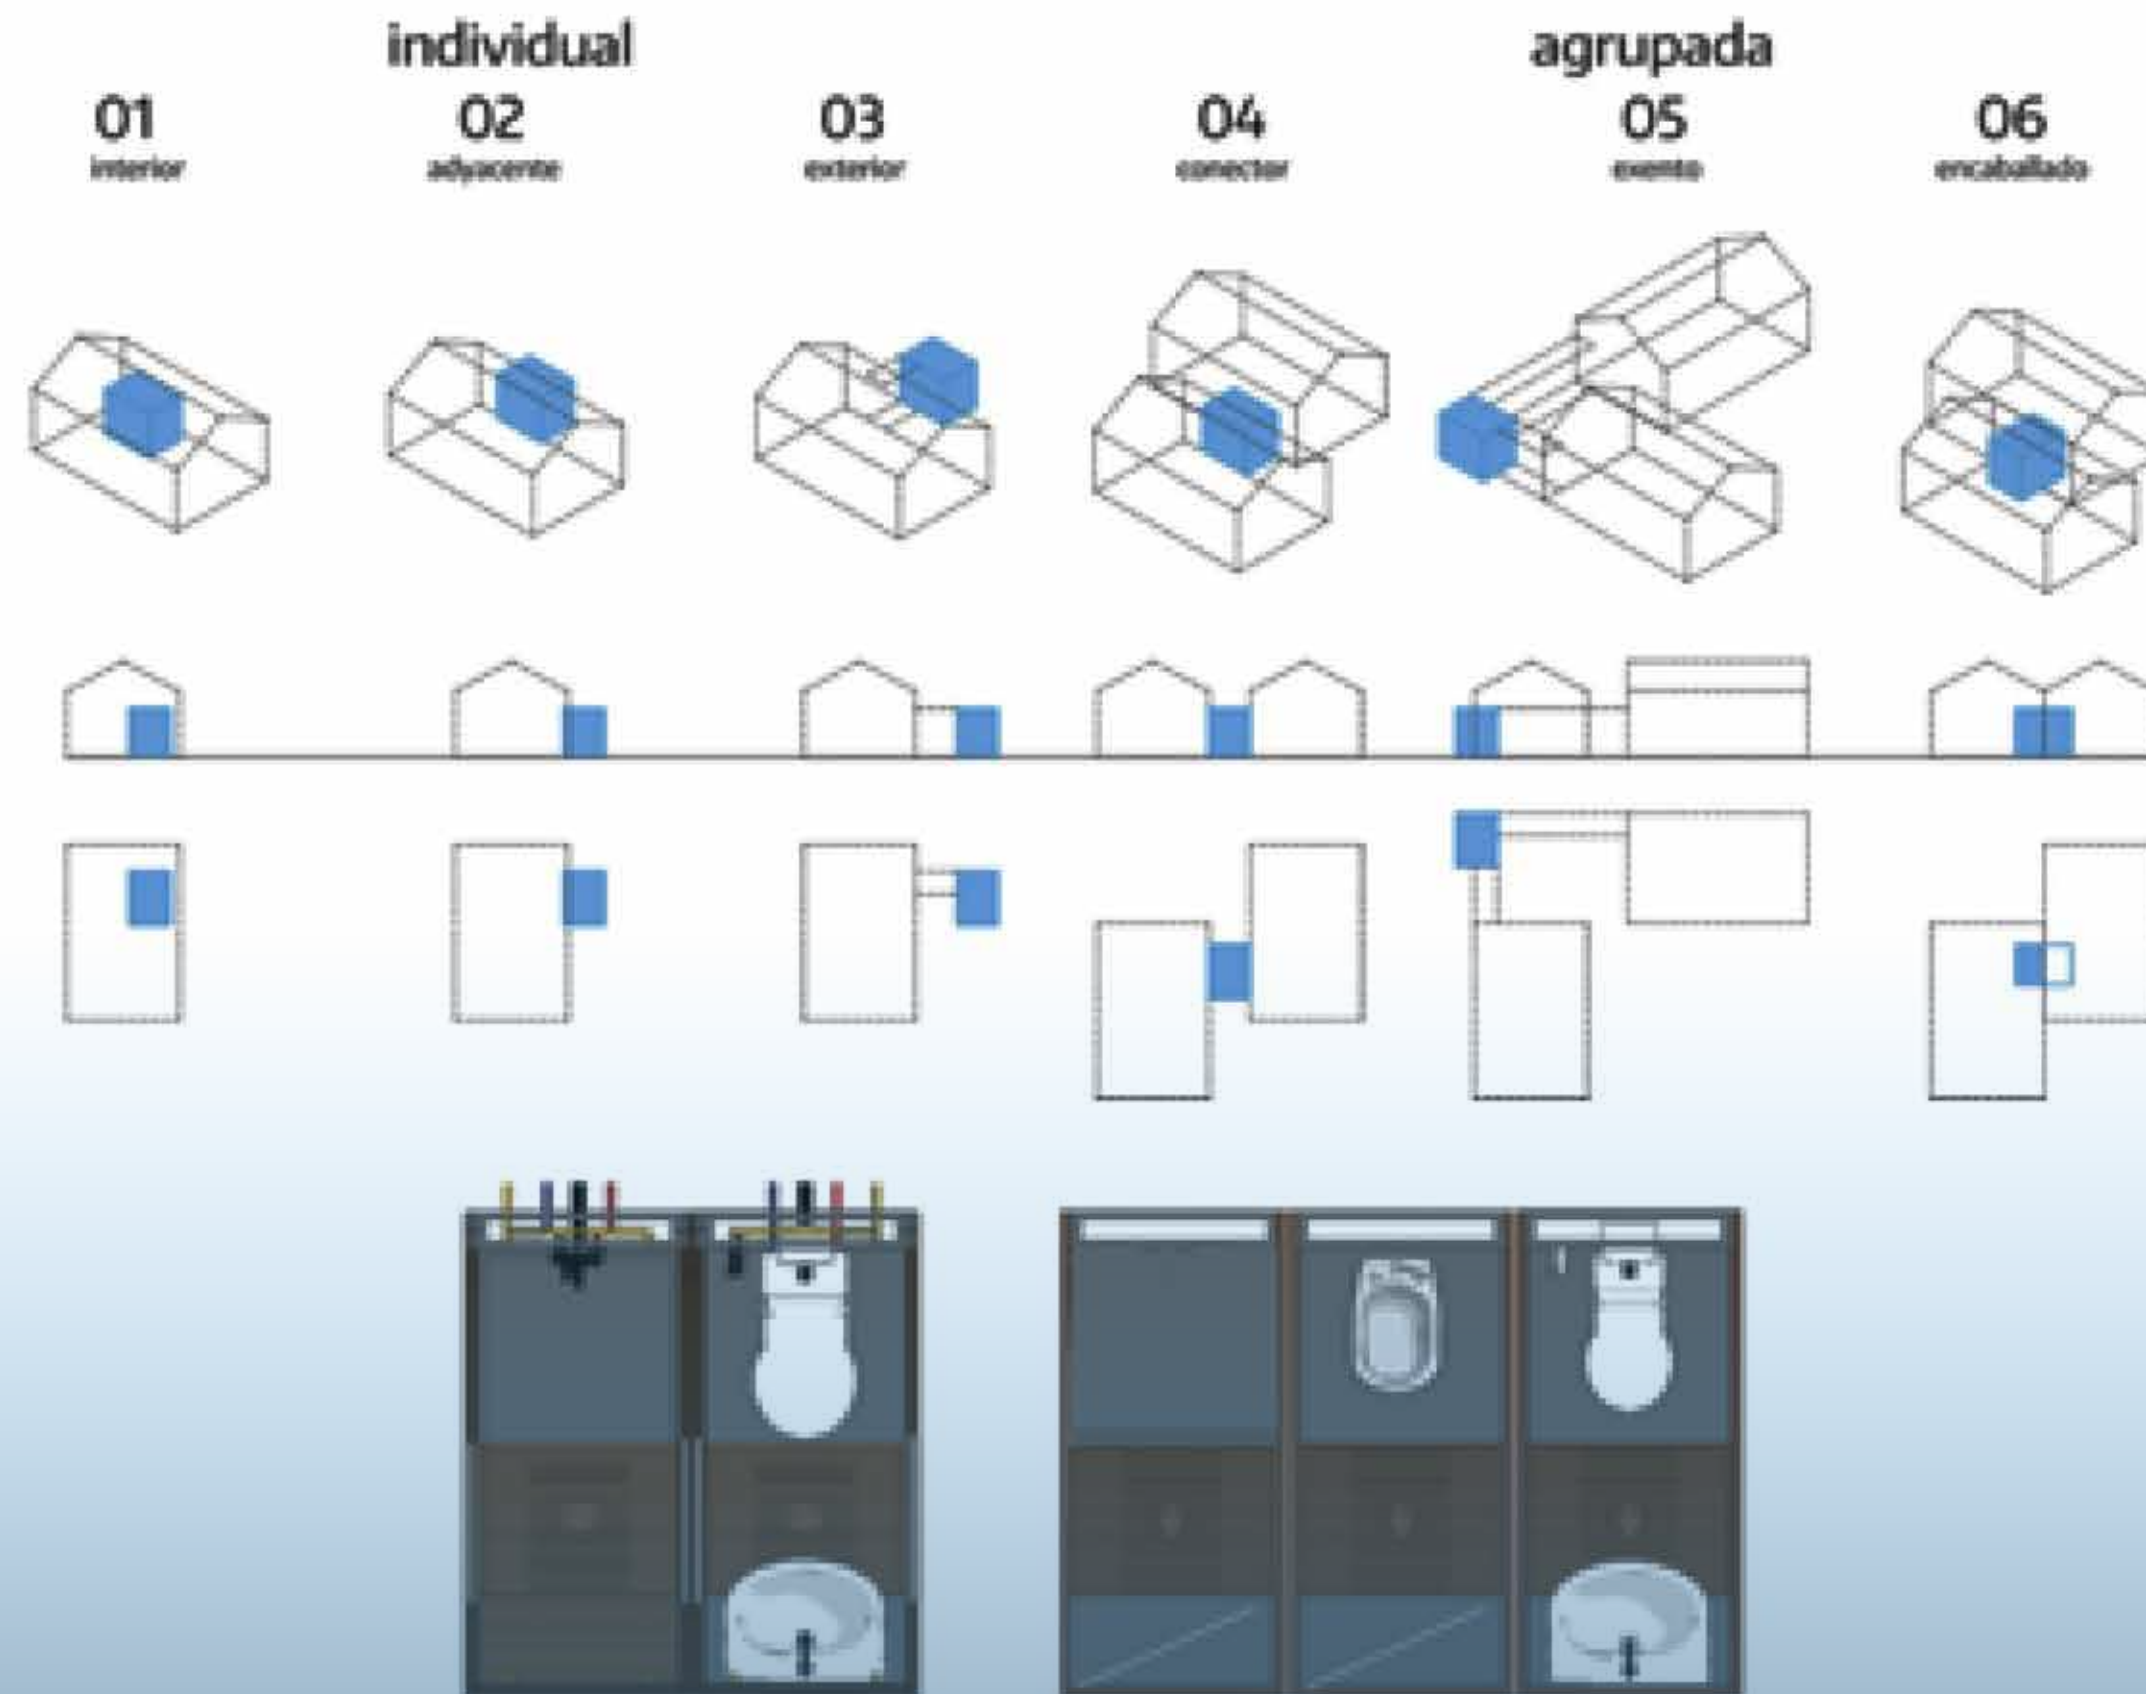 individual
agrupada
01
02
03
04
05
06
interior
adyacente
exterior
conector
exento
encaballado